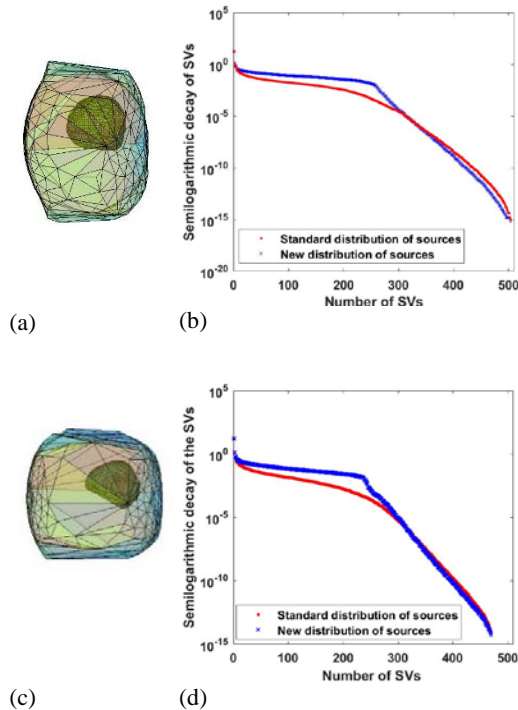 10^5
10^0
10^-5
10^-10
10^-15
10^-20
Semilogarithmic decay of SVs
Standard distribution of sources
New distribution of sources
0 100 200 300 400 500
Number of SVs
(a) (b)
10^5
10^0
10^-5
10^-10
10^-15
Semilogarithmic decay of the SVs
Standard distribution of sources
New distribution of sources
0 100 200 300 400 500
Number of SVs
(c) (d)